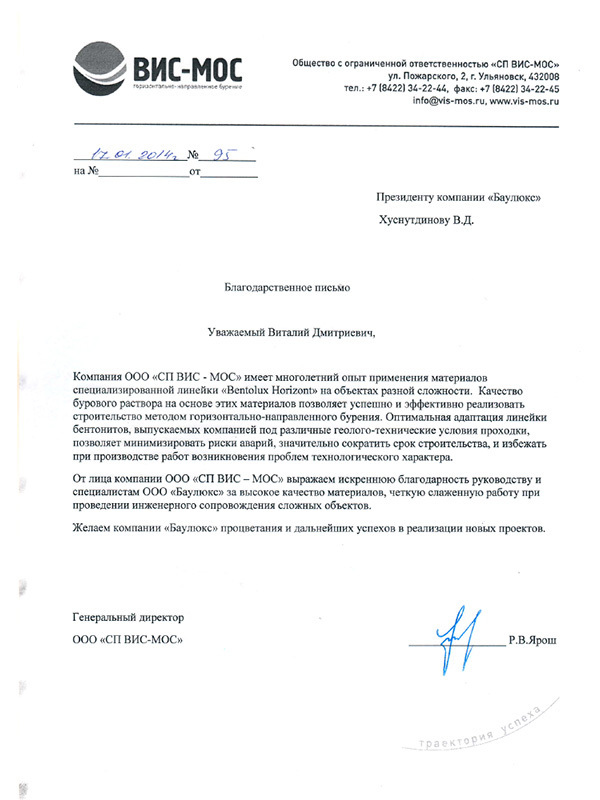 ВИС-МОС
горизонтально-направленное бурение
Общество с ограниченной ответственностью «СП ВИС-МОС»
ул. Пожарского, 2, г. Ульяновск, 432008
тел.: +7 (8422) 34-22-44, факс: +7 (8422) 34-22-45
info@vis-mos.ru, www.vis-mos.ru
17.01.2014г № 95
на №________________от__________
Президенту компании «Баулюкс»
Хуснутдинову В.Д.
Благодарственное письмо
Уважаемый Виталий Дмитриевич,
Компания ООО «СП ВИС - МОС» имеет многолетний опыт применения материалов
специализированной линейки «Bentolux Horizont» на объектах разной сложности. Качество
бурового раствора на основе этих материалов позволяет успешно и эффективно реализовать
строительство методом горизонтально-направленного бурения. Оптимальная адаптация линейки
бентонитов, выпускаемых компанией под различные геолого-технические условия проходки,
позволяет минимизировать риски аварий, значительно сократить срок строительства, и избежать
при производстве работ возникновения проблем технологического характера.
От лица компании ООО «СП ВИС – МОС» выражаем искреннюю благодарность руководству и
специалистам ООО «Баулюкс» за высокое качество материалов, четкую слаженную работу при
проведении инженерного сопровождения сложных объектов.
Желаем компании «Баулюкс» процветания и дальнейших успехов в реализации новых проектов.
Генеральный директор
ООО «СП ВИС-МОС»
Р.В.Ярош
траектория успеха